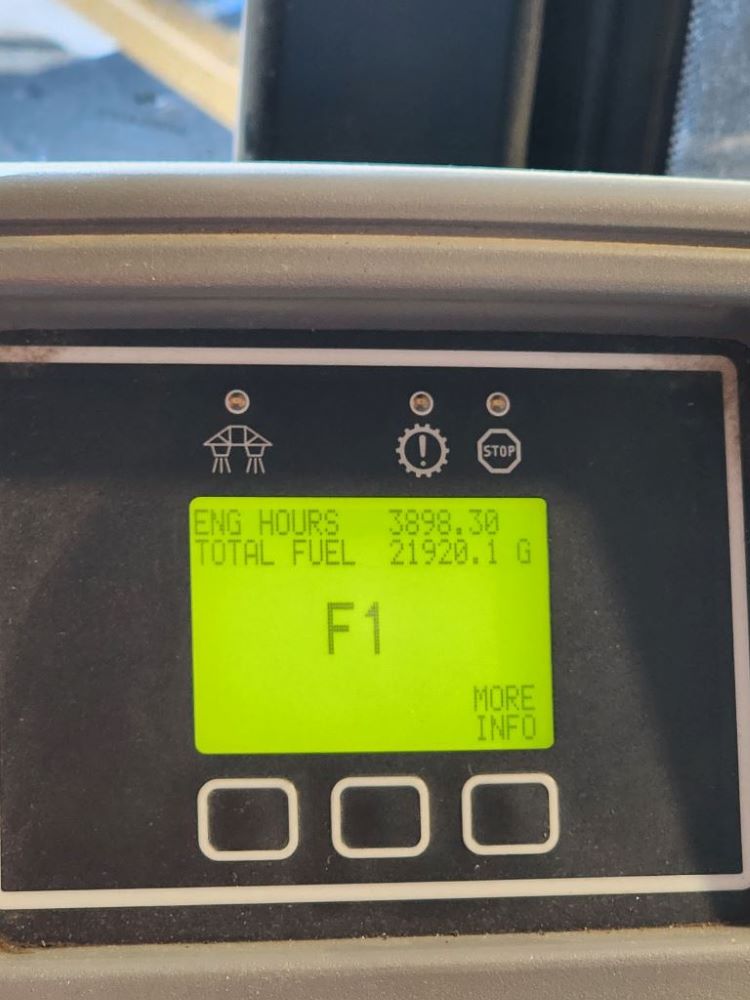 STOP
ENG HOURS 3898.30
TOTAL FUEL 21920.1 G
F1
MORE
INFO